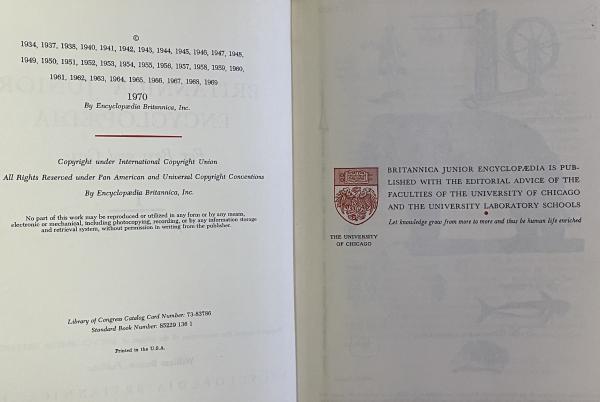 ©
1934, 1937, 1938, 1940, 1941, 1942, 1943, 1944, 1945, 1946, 1947, 1948,
1949, 1950, 1951, 1952, 1953, 1954, 1955, 1956, 1957, 1958, 1959, 1960,
1961, 1962, 1963, 1964, 1965, 1966, 1967, 1968, 1969
1970
By Encyclopædia Britannica, Inc.
Copyright under International Copyright Union
All Rights Reserved under Pan American and Universal Copyright Conventions
By Encyclopædia Britannica, Inc.
No part of this work may be reproduced or utilized in any form or by any means,
electronic or mechanical, including photocopying, recording, or by any information storage
and retrieval system, without permission in writing from the publisher.
Library of Congress Catalog Card Number: 73-83786
Standard Book Number: 85229 136 1
Printed in the U.S.A.
BRITANNICA JUNIOR ENCYCLOPÆDIA IS PUB-
LISHED WITH THE EDITORIAL ADVICE OF THE
FACULTIES OF THE UNIVERSITY OF CHICAGO
AND THE UNIVERSITY LABORATORY SCHOOLS
Let knowledge grow from more to more and thus be human life enriched
THE UNIVERSITY
OF CHICAGO